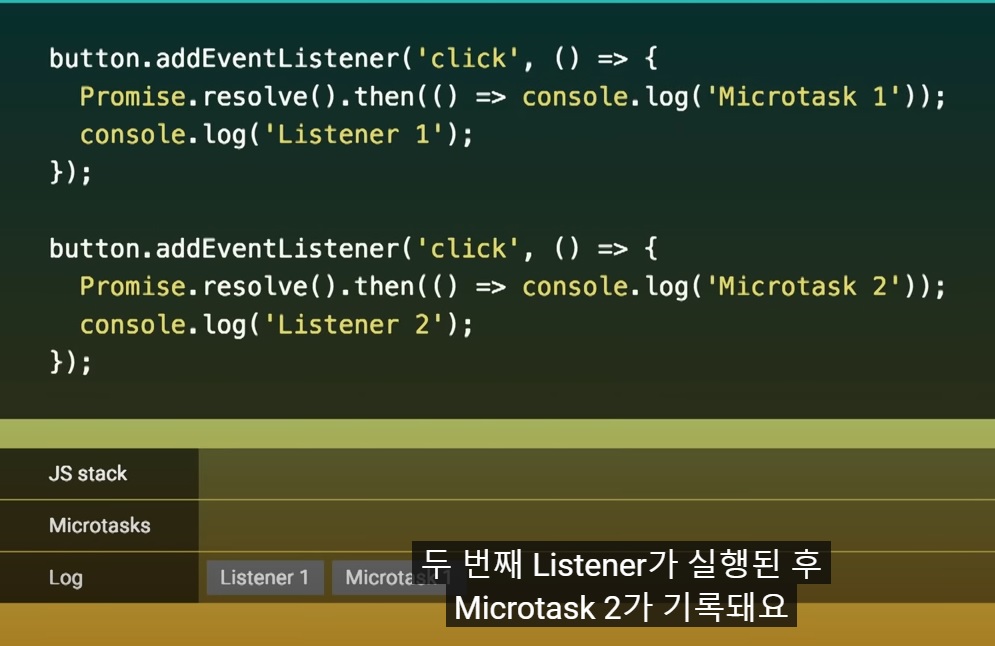 button.addEventListener('click', () => {
Promise.resolve().then(() => console.log('Microtask 1'));
console.log('Listener 1');
});
button.addEventListener('click', () => {
Promise.resolve().then(() => console.log('Microtask 2'));
console.log('Listener 2');
});
JS stack
Microtasks
Log
Listener 1
Microtask 1
두 번째 Listener가 실행된 후
Microtask 2가 기록돼요